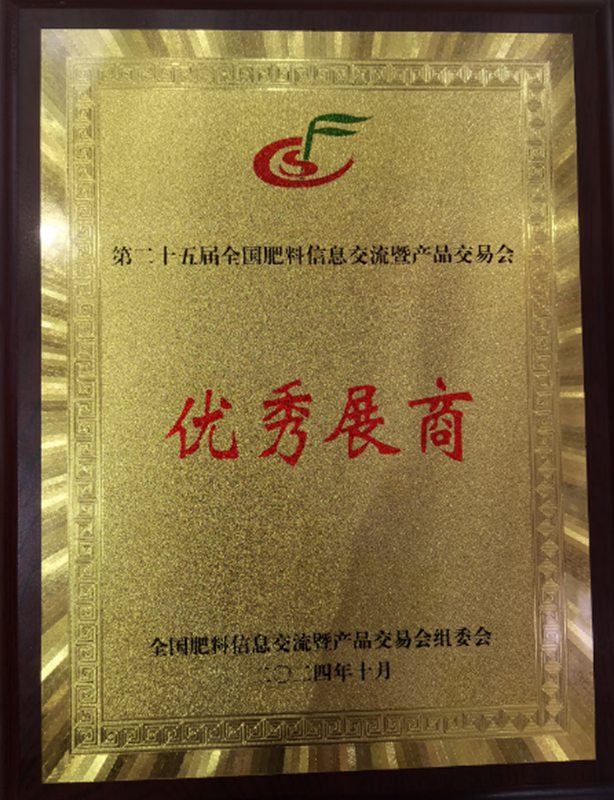 第二十五届全国肥料信息交流暨产品交易会
优秀展商
全国肥料信息交流暨产品交易会组委会
二〇二四年十月